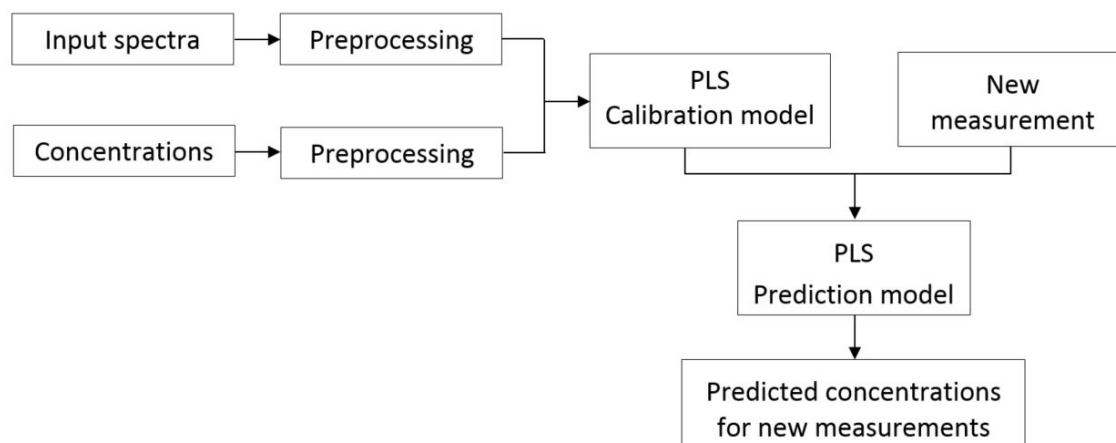 Input spectra
Preprocessing
Concentrations
Preprocessing
PLS
Calibration model
New
measurement
PLS
Prediction model
Predicted concentrations
for new measurements